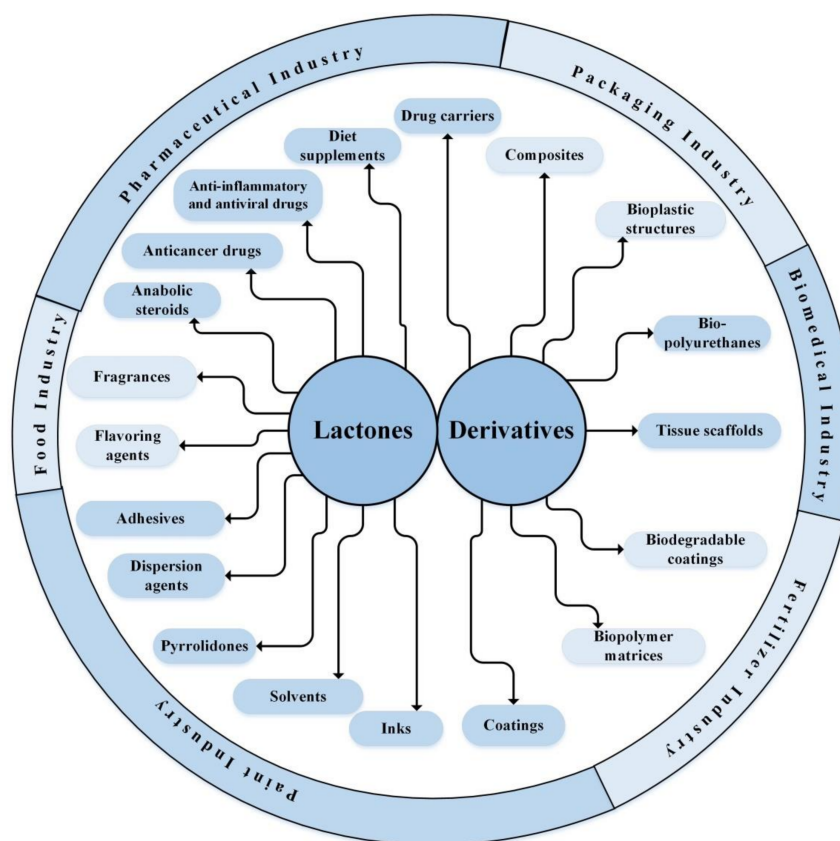 Pharmaceutical Industry
Packaging Industry
Biomedical Industry
Fertilizer Industry
Paint Industry
Food Industry
Drug carriers
Diet
supplements
Composites
Anti-inflammatory
and antiviral drugs
Bioplastic
structures
Anticancer drugs
Anabolic
steroids
Bio-
polyurethanes
Fragrances
Lactones
Derivatives
Flavoring
agents
Tissue scaffolds
Adhesives
Biodegradable
coatings
Dispersion
agents
Pyrrolidones
Biopolymer
matrices
Solvents
Inks
Coatings